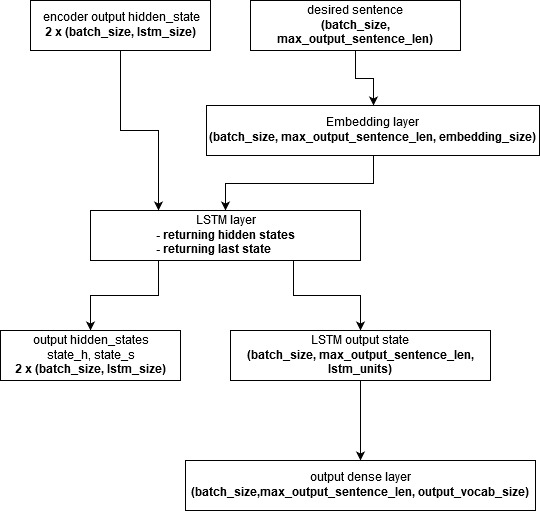 encoder output hidden_state
2 x (batch_size, lstm_size)
desired sentence
(batch_size,
max_output_sentence_len)
Embedding layer
(batch_size, max_output_sentence_len, embedding_size)
LSTM layer
- returning hidden states
- returning last state
output hidden_states
state_h, state_s
2 x (batch_size, lstm_size)
LSTM output state
(batch_size, max_output_sentence_len,
lstm_units)
output dense layer
(batch_size,max_output_sentence_len, output_vocab_size)